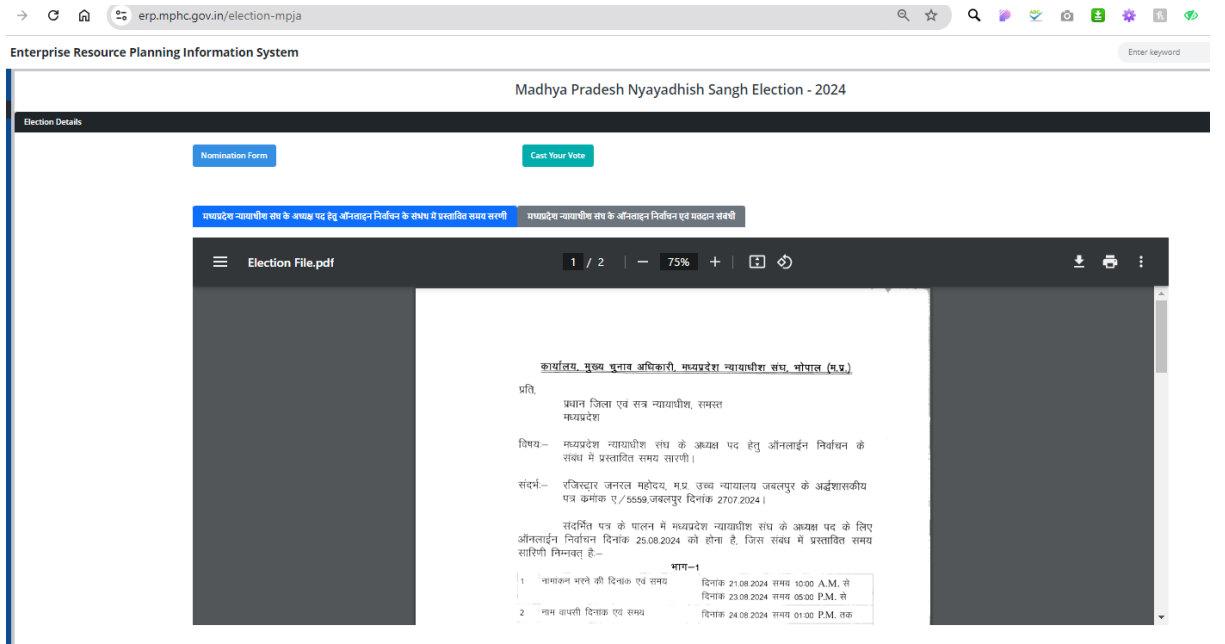 erp.mphc.gov.in/election-mpja
Enterprise Resource Planning Information System
Enter keyword
Madhya Pradesh Nyayadhish Sangh Election - 2024
Election Details
Nomination Form
Cast Your Vote
मध्यप्रदेश न्यायाधीश संघ के अध्यक्ष पद हेतु ऑनलाइन निर्वाचन के संबंध में प्रस्तावित समय सरणी
मध्यप्रदेश न्यायाधीश संघ के ऑनलाइन निर्वाचन एवं मतदान संबंधी
Election File.pdf
1 / 2
75%
कार्यालय, मुख्य चुनाव अधिकारी, मध्यप्रदेश न्यायाधीश संघ, भोपाल (म.प्र.)
प्रति,
प्रधान जिला एवं सत्र न्यायाधीश, समस्त
मध्यप्रदेश
विषयः– मध्यप्रदेश न्यायाधीश संघ के अध्यक्ष पद हेतु ऑनलाईन निर्वाचन के
संबंध में प्रस्तावित समय सारणी।
संदर्भः– रजिस्ट्रार जनरल महोदय, म.प्र. उच्च न्यायालय जबलपुर के अर्द्धशासकीय
पत्र कमांक ए/5559,जबलपुर दिनांक 2707.2024।
संदर्भित पत्र के पालन में मध्यप्रदेश न्यायाधीश संघ के अध्यक्ष पद के लिए
ऑनलाईन निर्वाचन दिनांक 25.08.2024 को होना है, जिस संबंध में प्रस्तावित समय
सारिणी निम्नवत् है:–
भाग–1
1 नामांकन भरने की दिनांक एवं समय दिनांक 21.08.2024 समय 10:00 A.M. से
दिनांक 23.08.2024 समय 05:00 P.M. से
2 नाम वापसी दिनांक एवं समय दिनांक 24.08.2024 समय 01:00 P.M. तक